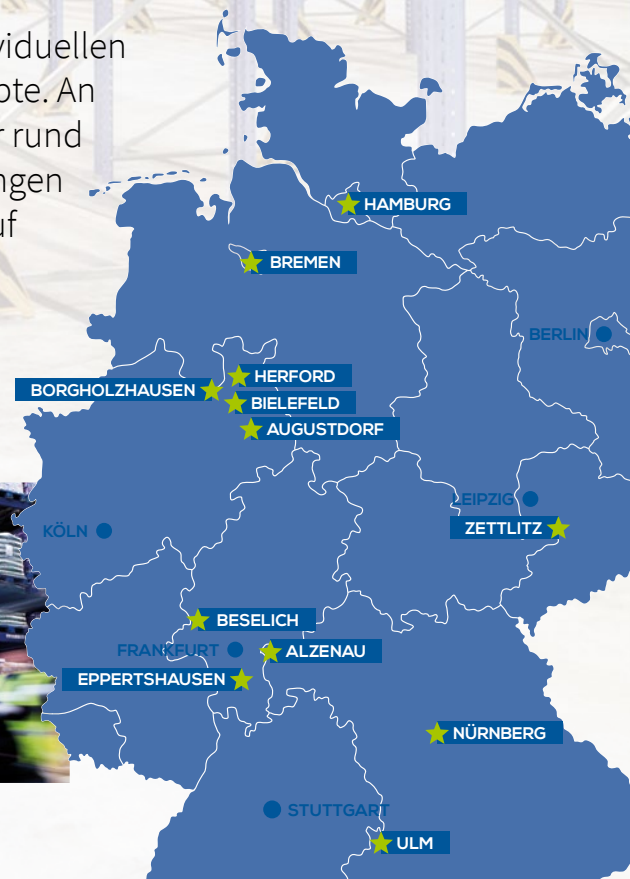 viduellen
pte. An
r rund
ngen
uf
HAMBURG
BREMEN
BERLIN
HERFORD
BORGHOLZHAUSEN
BIELEFELD
AUGUSTDORF
LEIPZIG
ZETTLITZ
KÖLN
BESELICH
FRANKFURT
ALZENAU
EPPERTSHAUSEN
NÜRNBERG
STUTTGART
ULM